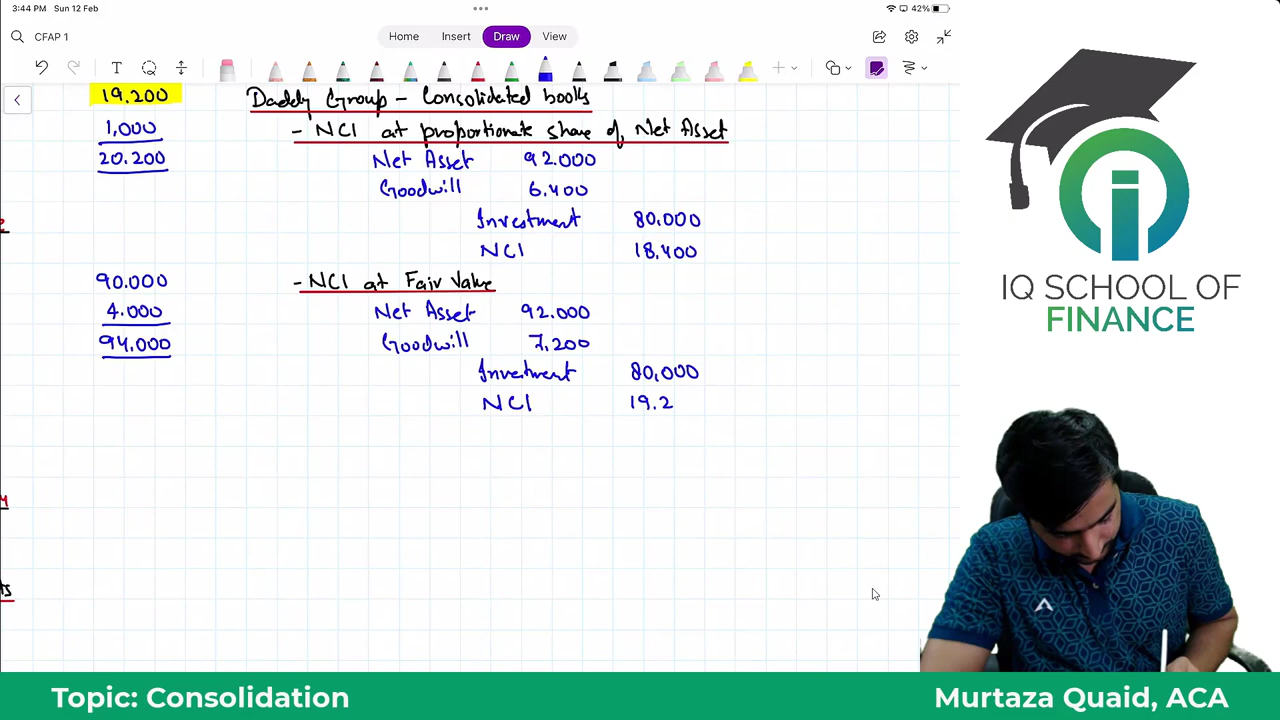 3:44 PM Sun 12 Feb
42%
CFAP 1
Home Insert Draw View
19.200
1,000
20.200
90.000
4.000
94.000
Daddy Group - Consolidated books
- NCI at proportionate share of Net Asset
Net Asset 92.000
Goodwill 6.400
Investment 80.000
NCI 18.400
- NCI at Fair Value
Net Asset 92.000
Goodwill 7,200
Investment 80,000
NCI 19.2
IQ SCHOOL OF
FINANCE
Topic: Consolidation
Murtaza Quaid, ACA